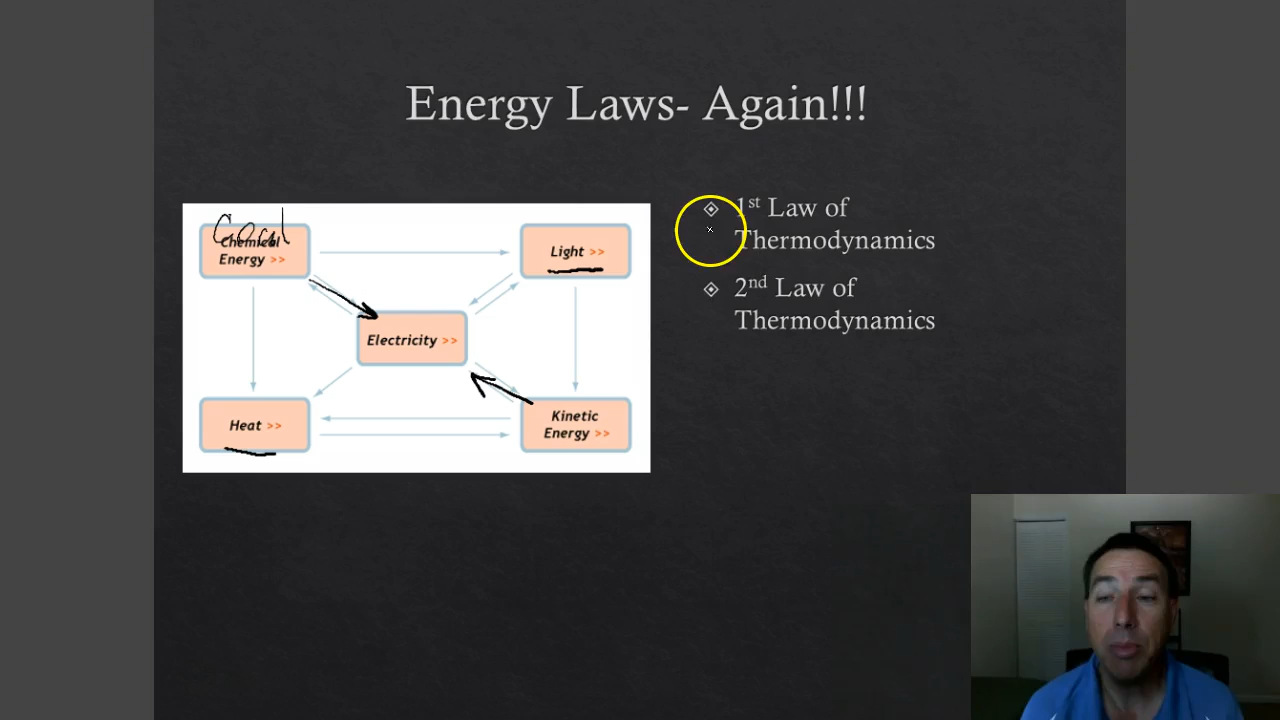 Energy Laws- Again!!!
Coal
Chemical
Energy >>
Light >>
Electricity >>
Heat >>
Kinetic
Energy >>
1st Law of
Thermodynamics
2nd Law of
Thermodynamics